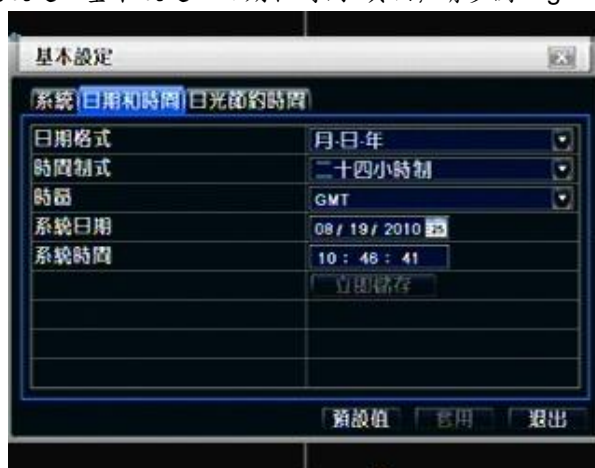 基本設定
系統 日期和時間 日光節約時間
日期格式 月-日-年
時間制式 二十四小時制
時區 GMT
系統日期 08/ 19/ 2010
系統時間 10 : 46 : 41
立即儲存
預設值 套用 退出